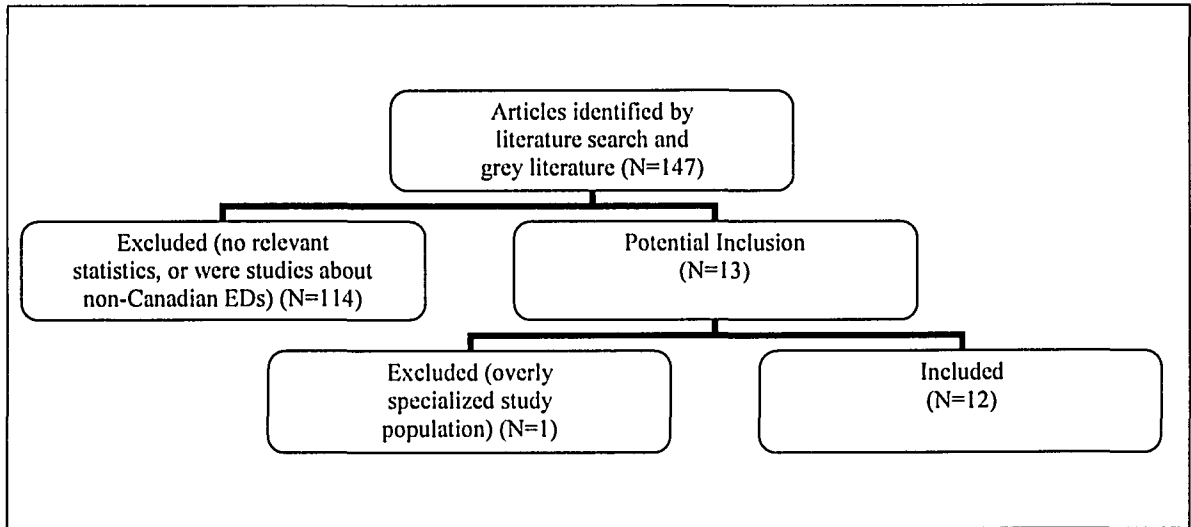 Articles identified by
literature search and
grey literature (N=147)
Excluded (no relevant
statistics, or were studies about
non-Canadian EDs) (N=114)
Potential Inclusion
(N=13)
Excluded (overly
specialized study
population) (N=1)
Included
(N=12)